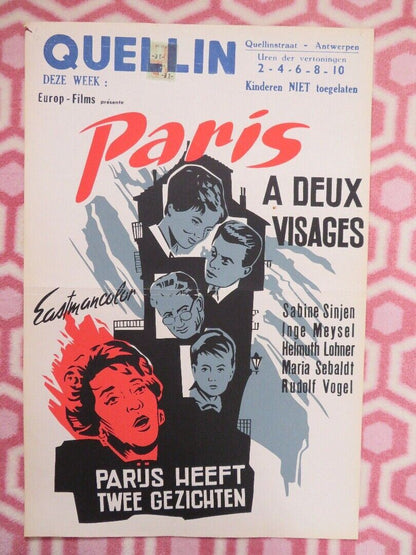 QUELLIN
Quellinstraat - Antwerpen
Uren der vertoningen
2-4-6-8-10
DEZE WEEK :
Kinderen NIET toegelaten
Europ-Films présente
Paris
A DEUX
VISAGES
Eastmancolor
Sabine Sinjen
Inge Meysel
Helmuth Lohner
Maria Sebaldt
Rudolf Vogel
PARIJS HEEFT
TWEE GEZICHTEN